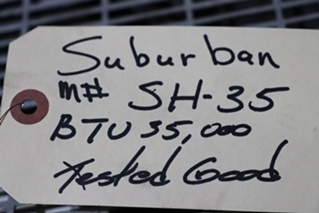 Suburban
M# SH-35
BTU 35,000
Tested Good